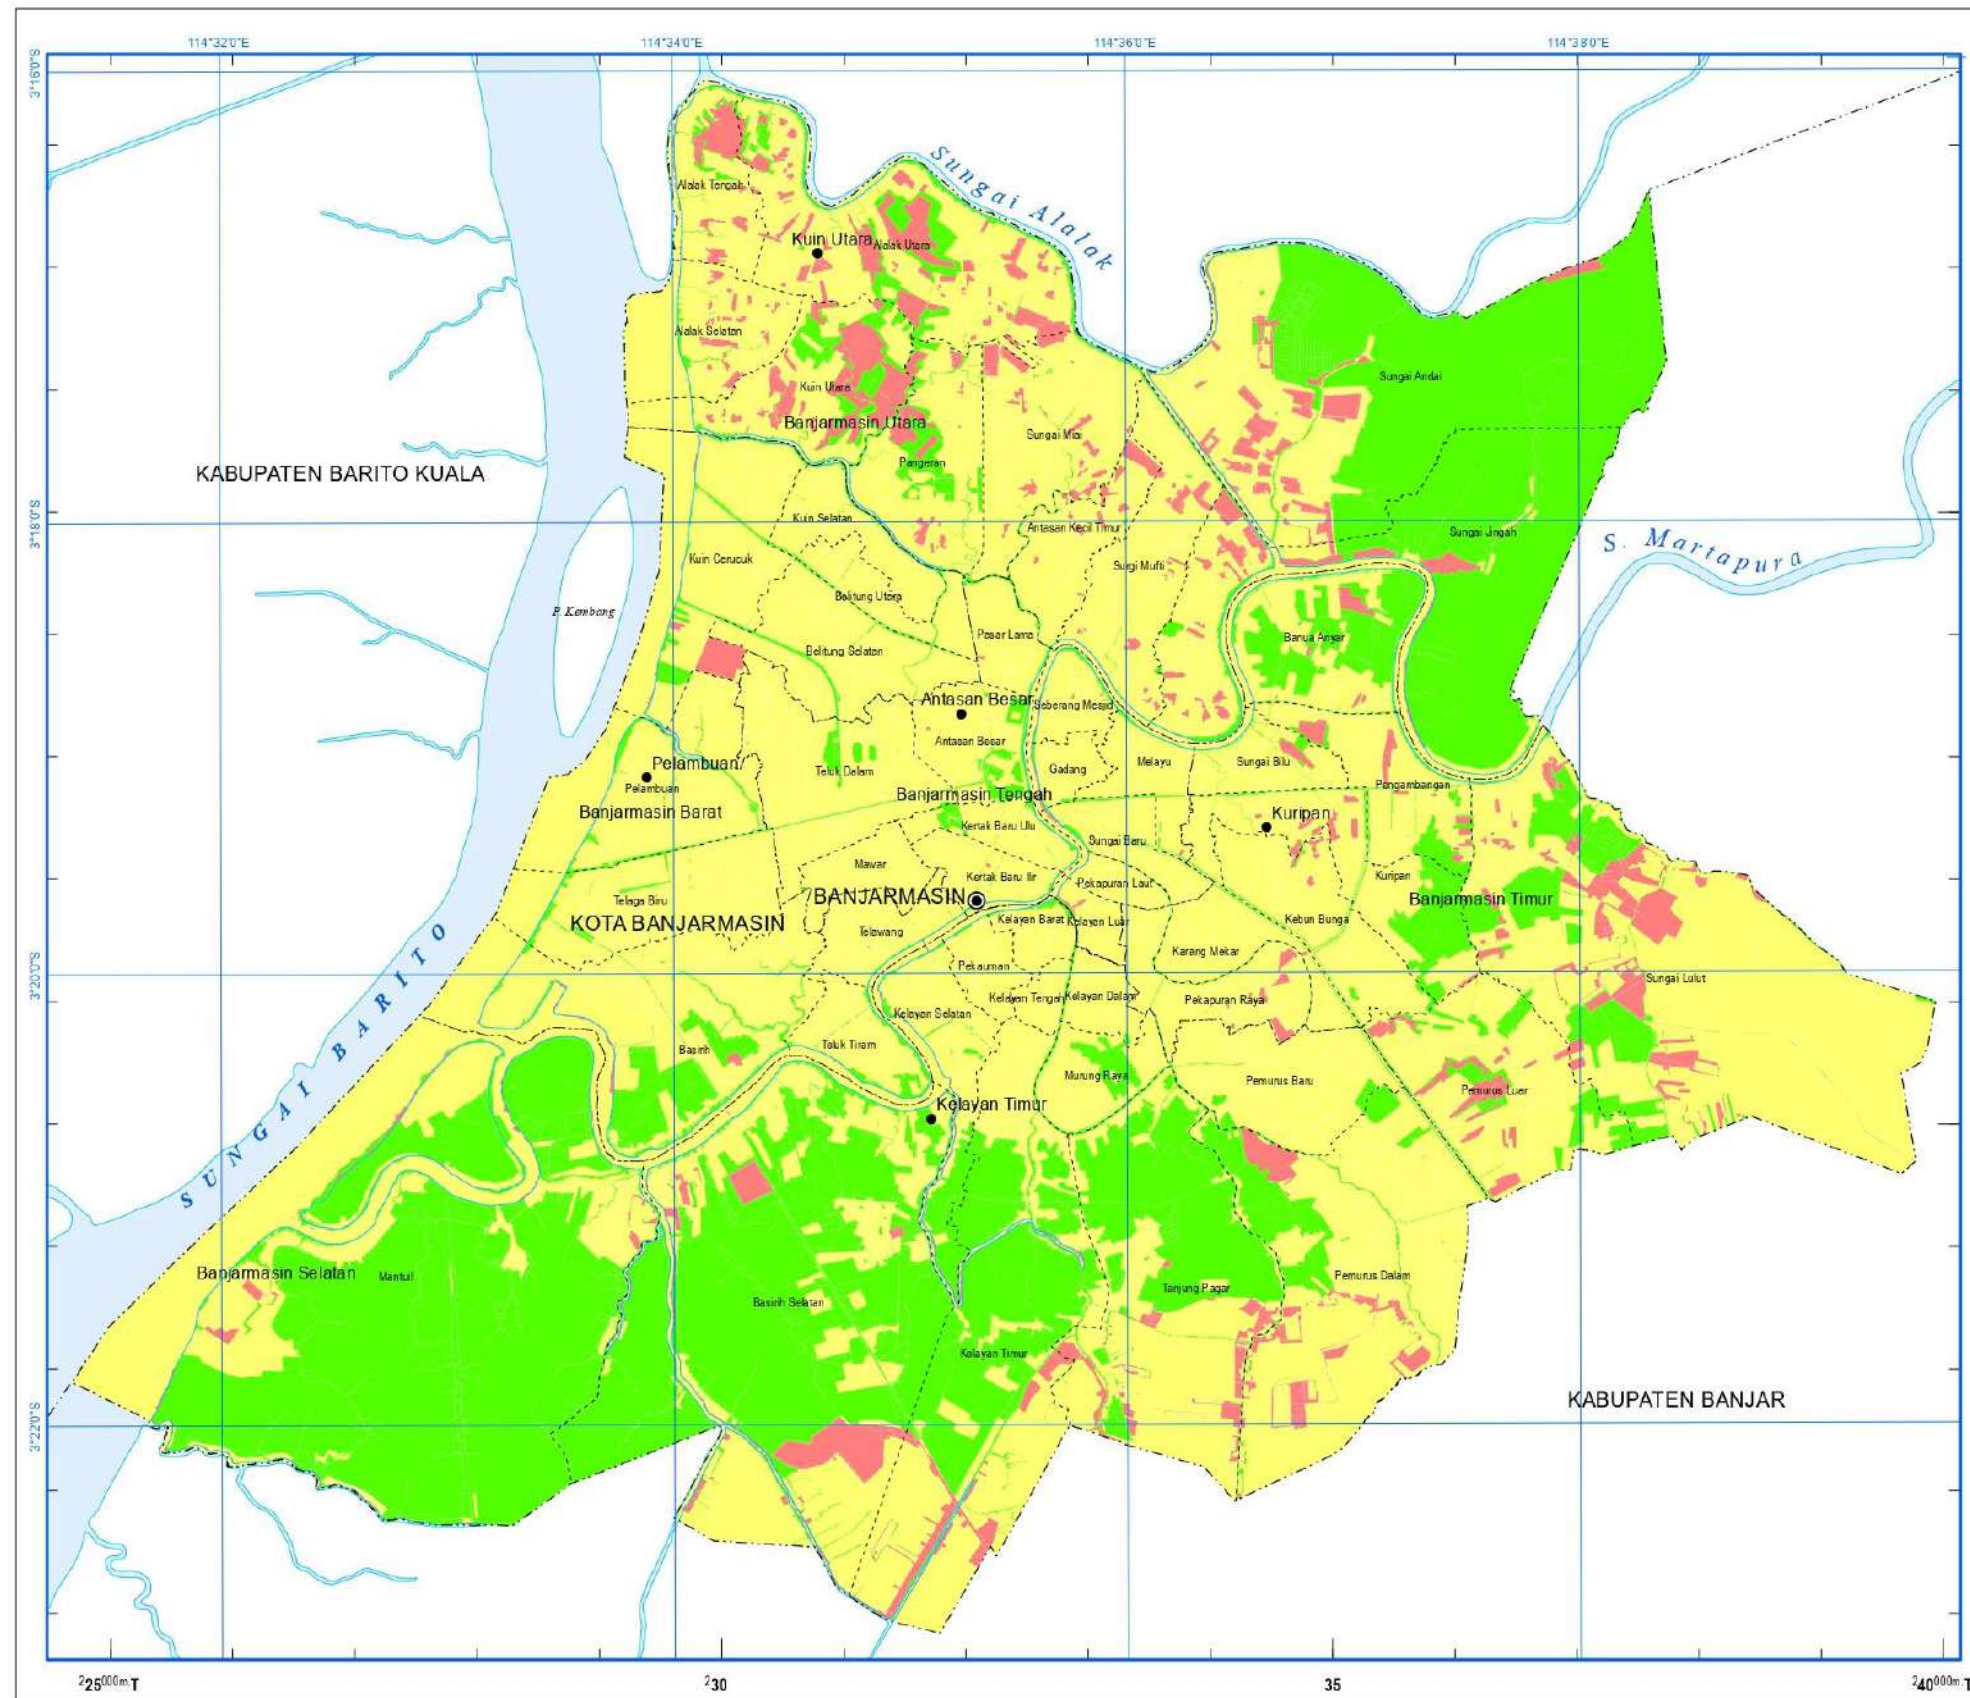 114°32'0"E
114°34'0"E
114°36'0"E
114°38'0"E
3°16'0"S
Sungai Alalak
Alalak Tengah
Kuin Utara
Alalak Utara
Alalak Selatan
Sungai Andai
Kuin Utara
Banjarmasin Utara
Sungai Miai
Pangeran
KABUPATEN BARITO KUALA
3°18'0"S
Kuin Selatan
Antasan Kecil Timur
Sungai Jingah
S. Martapura
Kuin Cerucuk
Surgi Mufti
Belitung Utara
P. Kembang
Pasar Lama
Banua Anyar
Belitung Selatan
Antasan Besar
Seberang Mesjid
Antasan Besar
Pelambuan
Teluk Dalam
Gadang
Melayu
Sungai Bilu
Pelambuan
Pengambangan
Banjarmasin Tengah
Banjarmasin Barat
Kuripan
Kertak Baru Ulu
Sungai Baru
Mawar
Kertak Baru Ilir
Pekapuran Laut
Kuripan
Telaga Biru
BANJARMASIN
Banjarmasin Timur
KOTA BANJARMASIN
Kelayan Barat
Kelayan Luar
Kebun Bunga
Telawang
Karang Mekar
Pekauman
3°20'0"S
Sungai Lulut
Kelayan Tengah
Kelayan Dalam
Pekapuran Raya
Kelayan Selatan
SUNGAI BARITO
Basirih
Teluk Tiram
Murung Raya
Pemurus Baru
Pemurus Luar
Kelayan Timur
Banjarmasin Selatan
Mantuil
Pemurus Dalam
Tanjung Pagar
Basirih Selatan
Kelayan Timur
KABUPATEN BANJAR
3°22'0"S
225000m.T
230
35
240000m.T